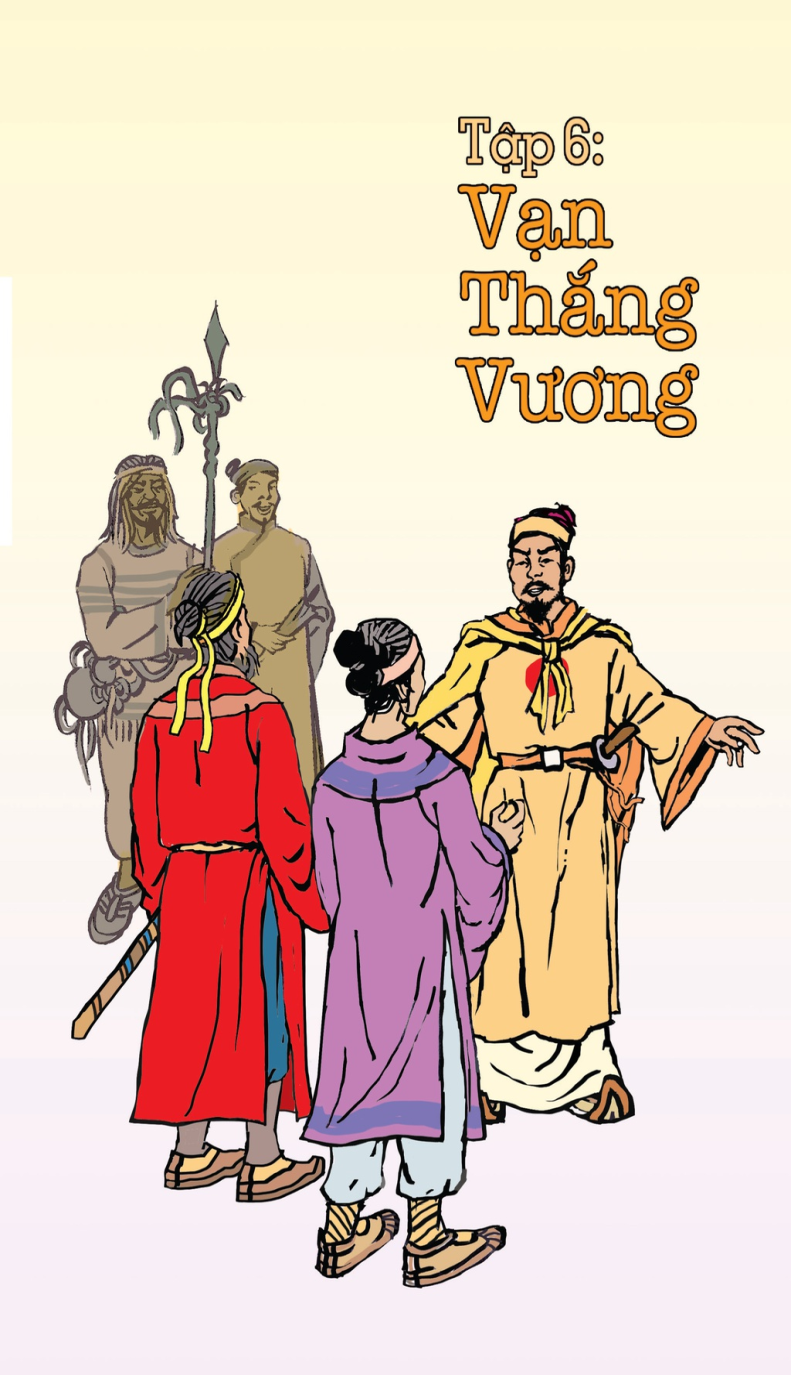 Tập 6:
Vạn
Thắng
Vương